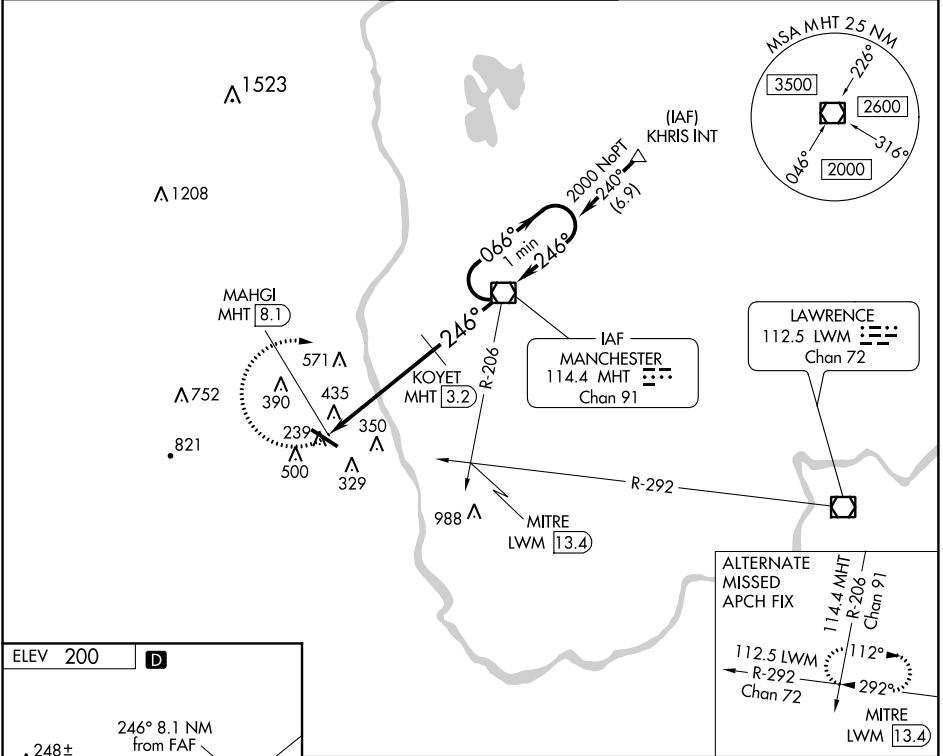 MSA MHT 25 NM
226°
3500
2600
316°
046°
2000
1523
(IAF)
KHRIS INT
2000 NoPT
240°
(6.9)
1208
066°
1 min
246°
MAHGI
MHT 8.1
246°
R-206
IAF
MANCHESTER
114.4 MHT
Chan 91
LAWRENCE
112.5 LWM
Chan 72
571
KOYET
MHT 3.2
752
390
435
239
350
821
500
329
R-292
988
MITRE
LWM 13.4
ALTERNATE
MISSED
APCH FIX
114.4 MHT
R-206
Chan 91
112.5 LWM
R-292
Chan 72
112°
292°
MITRE
LWM 13.4
ELEV 200
D
246° 8.1 NM
from FAF
248±